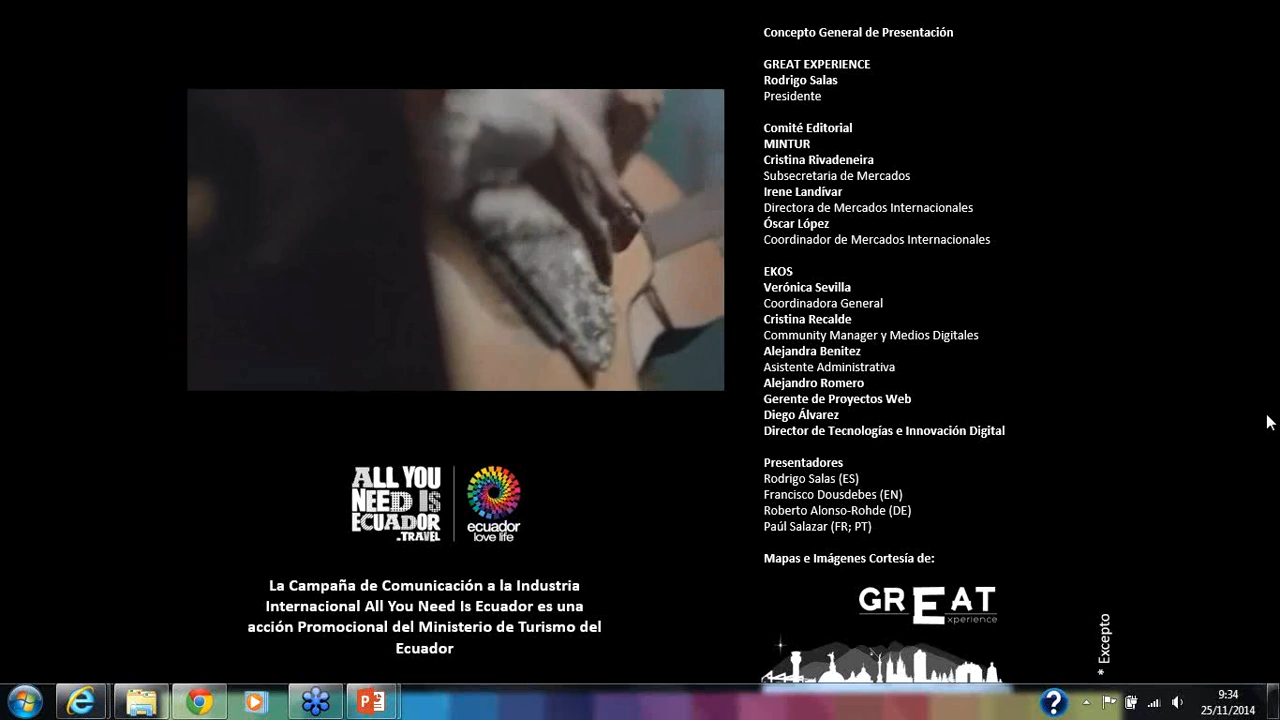 Concepto General de Presentación
GREAT EXPERIENCE
Rodrigo Salas
Presidente
Comité Editorial
MINTUR
Cristina Rivadeneira
Subsecretaria de Mercados
Irene Landívar
Directora de Mercados Internacionales
Óscar López
Coordinador de Mercados Internacionales
EKOS
Verónica Sevilla
Coordinadora General
Cristina Recalde
Community Manager y Medios Digitales
Alejandra Benitez
Asistente Administrativa
Alejandro Romero
Gerente de Proyectos Web
Diego Álvarez
Director de Tecnologías e Innovación Digital
Presentadores
Rodrigo Salas (ES)
Francisco Dousdebes (EN)
Roberto Alonso-Rohde (DE)
Paúl Salazar (FR; PT)
Mapas e Imágenes Cortesía de:
GREAT
xperience
* Excepto
ALL YOU
NEED IS
ECUADOR
.TRAVEL
ecuador
love life
La Campaña de Comunicación a la Industria
Internacional All You Need Is Ecuador es una
acción Promocional del Ministerio de Turismo del
Ecuador
9:34
25/11/2014